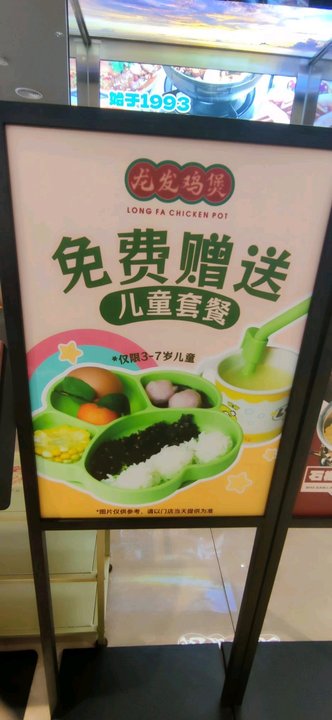 始于1993
龙发鸡煲
LONG FA CHICKEN POT
免费赠送
儿童套餐
*仅限3-7岁儿童
*图片仅供参考，请以门店当天提供为准